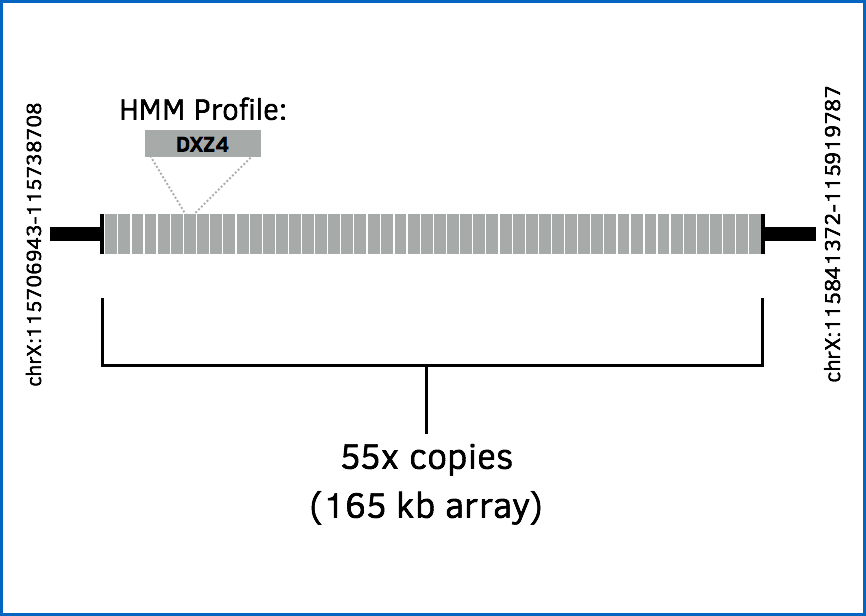 HMM Profile:
DXZ4
chrX:115706943-115738708
chrX:115841372-115919787
55x copies
(165 kb array)